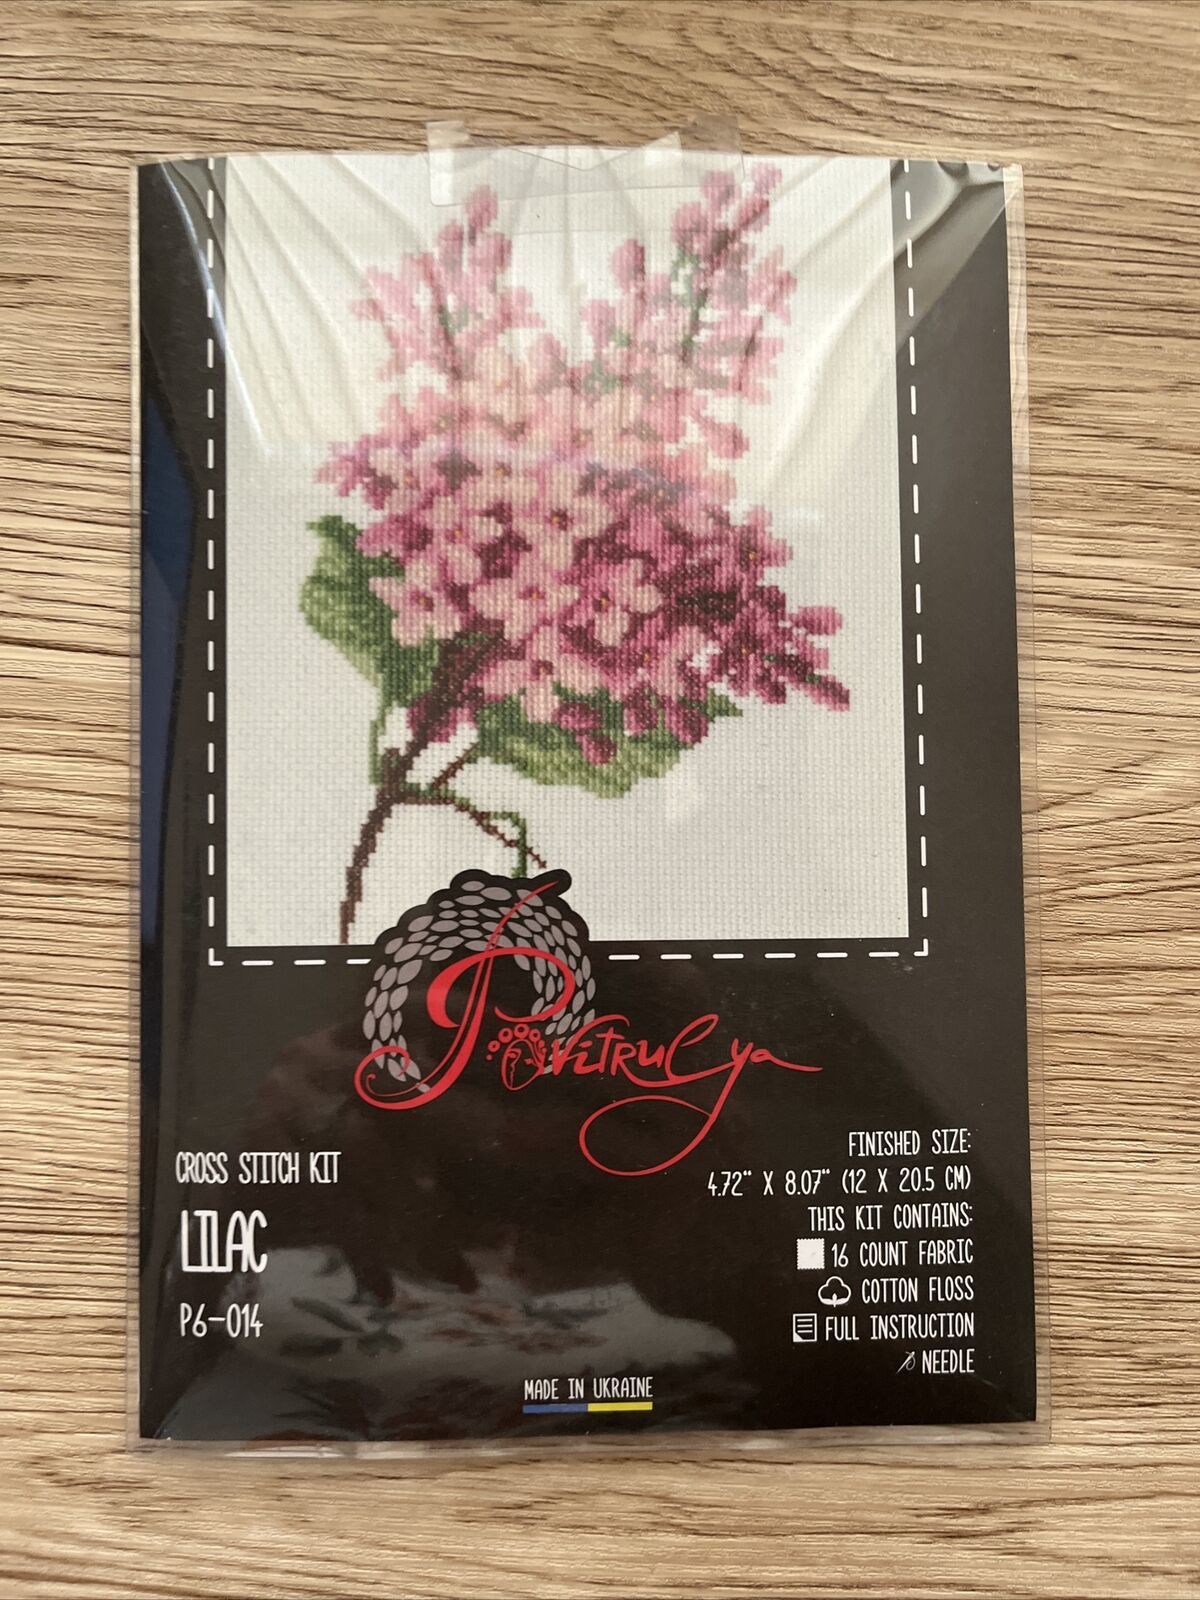 Povitrulya
CROSS STITCH KIT
LILAC
P6-014
FINISHED SIZE:
4.72" X 8.07" (12 X 20.5 CM)
THIS KIT CONTAINS:
16 COUNT FABRIC
COTTON FLOSS
FULL INSTRUCTION
NEEDLE
MADE IN UKRAINE